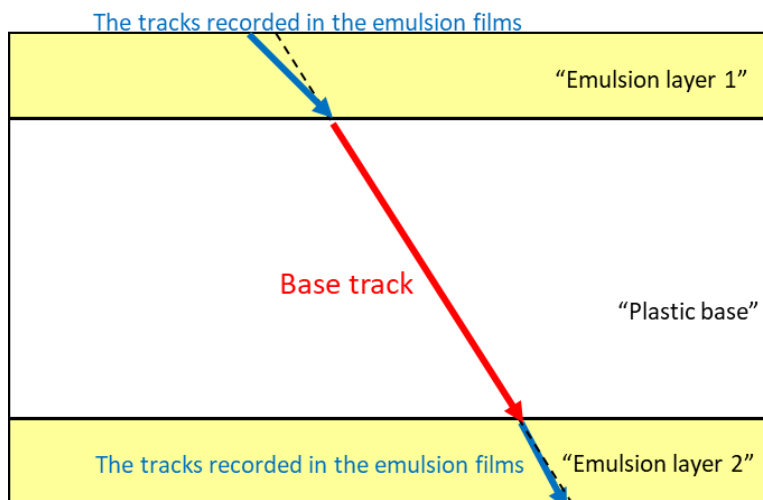 The tracks recorded in the emulsion films
“Emulsion layer 1”
Base track
“Plastic base”
The tracks recorded in the emulsion films
“Emulsion layer 2”